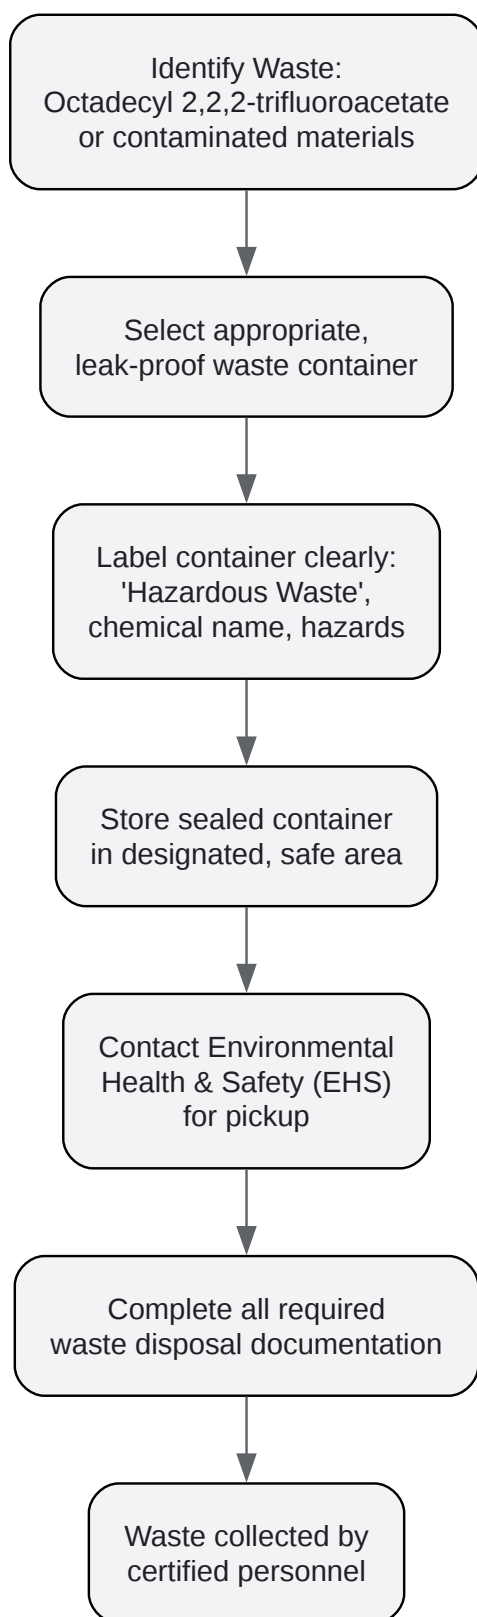 Identify Waste:
Octadecyl 2,2,2-trifluoroacetate
or contaminated materials
Select appropriate,
leak-proof waste container
Label container clearly:
'Hazardous Waste',
chemical name, hazards
Store sealed container
in designated, safe area
Contact Environmental
Health & Safety (EHS)
for pickup
Complete all required
waste disposal documentation
Waste collected by
certified personnel